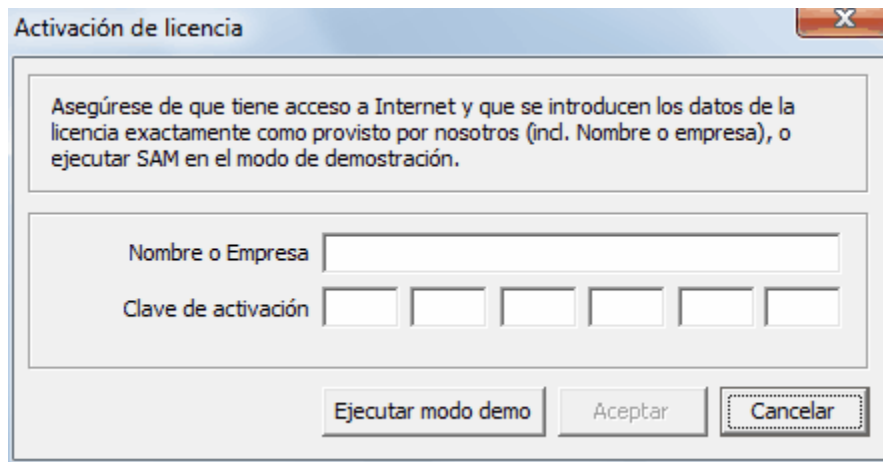 Activación de licencia
Asegúrese de que tiene acceso a Internet y que se introducen los datos de la
licencia exactamente como provisto por nosotros (incl. Nombre o empresa), o
ejecutar SAM en el modo de demostración.
Nombre o Empresa
Clave de activación
Ejecutar modo demo
Aceptar
Cancelar